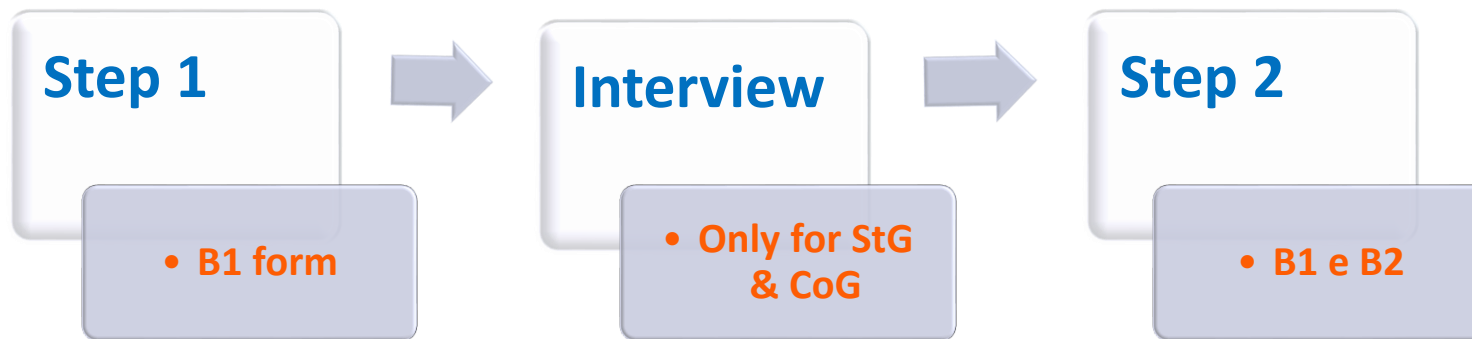 Step 1
• B1 form
Interview
• Only for StG
& CoG
Step 2
• B1 e B2